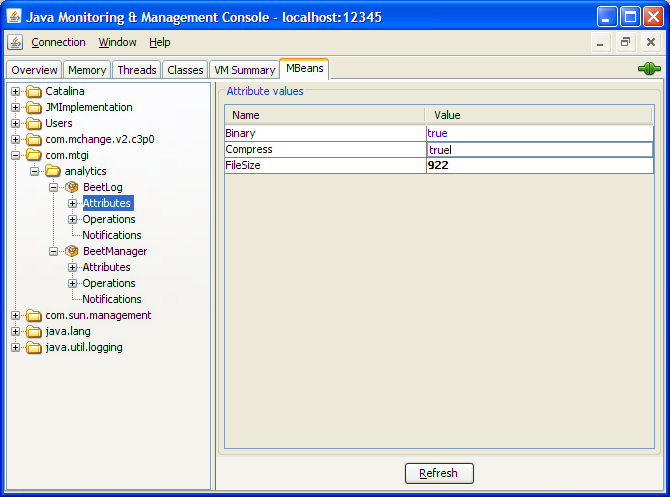 Java Monitoring & Management Console - localhost:12345
Connection Window Help
Overview Memory Threads Classes VM Summary MBeans
Catalina
JMImplementation
Users
com.mchange.v2.c3p0
com.mtgi
analytics
BeetLog
Attributes
Operations
Notifications
BeetManager
Attributes
Operations
Notifications
com.sun.management
java.lang
java.util.logging
Attribute values
Name Value
Binary true
Compress true
FileSize 922
Refresh